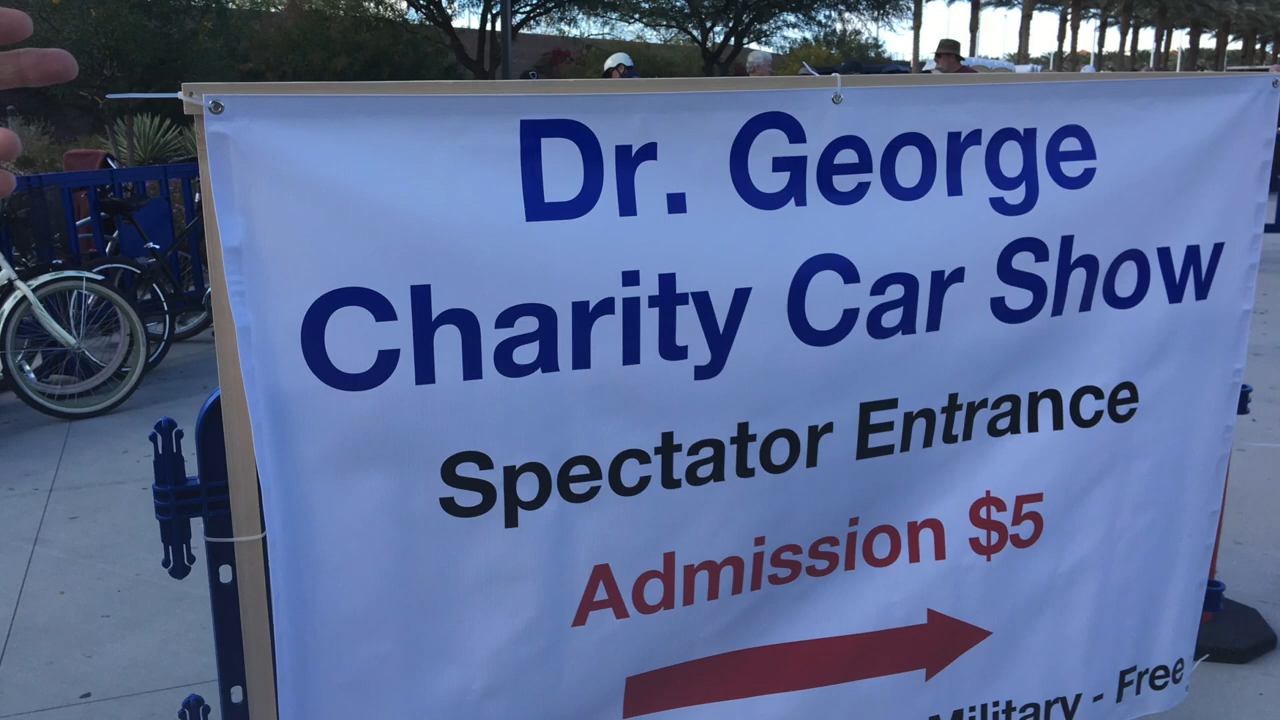 Dr. George
Charity Car Show
Spectator Entrance
Admission $5
Military - Free